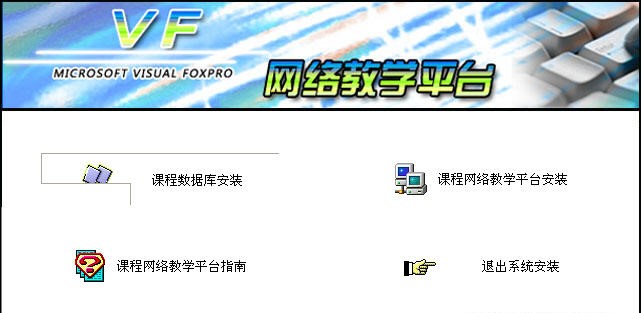 VF
MICROSOFT VISUAL FOXPRO
网络教学平台
课程数据库安装
课程网络教学平台安装
课程网络教学平台指南
退出系统安装